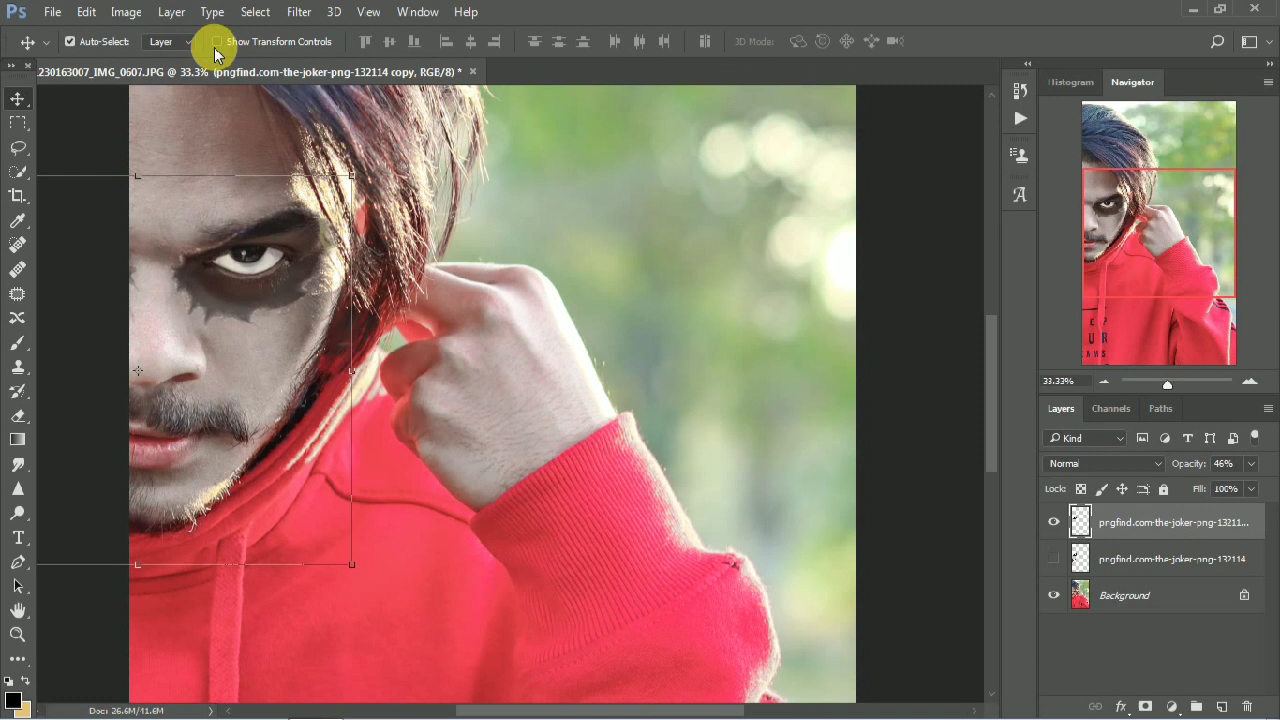 Ps File Edit Image Layer Type Select Filter 3D View Window Help
Auto-Select: Layer Show Transform Controls 3D Mode:
230163007_IMG_0607.JPG @ 33.3% (pngfind.com-the-joker-png-132114 copy, RGB/8) * ×
Histogram Navigator
33.33%
Layers Channels Paths
Kind
Normal Opacity: 46%
Lock: Fill: 100%
pngfind.com-the-joker-png-13211...
pngfind.com-the-joker-png-132114
Background
Doc: 26.6M/41.6M